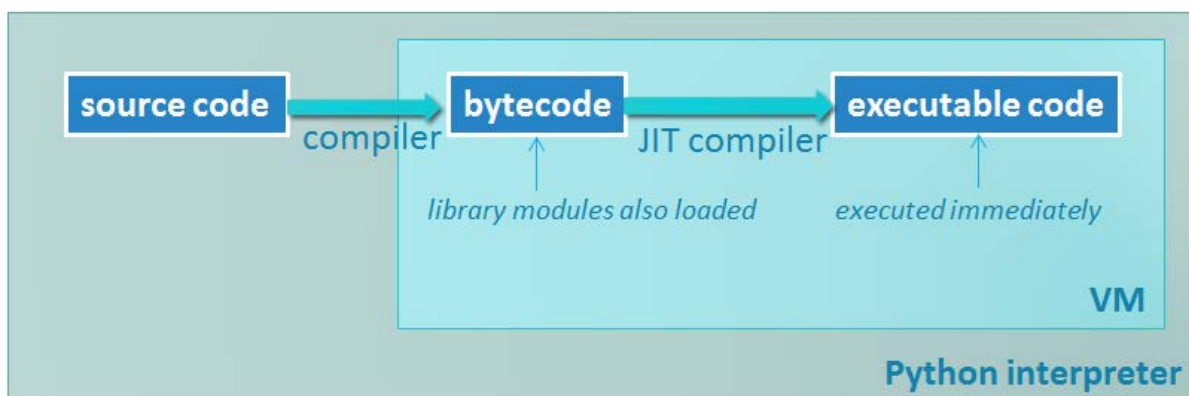 source code
bytecode
executable code
compiler
JIT compiler
library modules also loaded
executed immediately
VM
Python interpreter